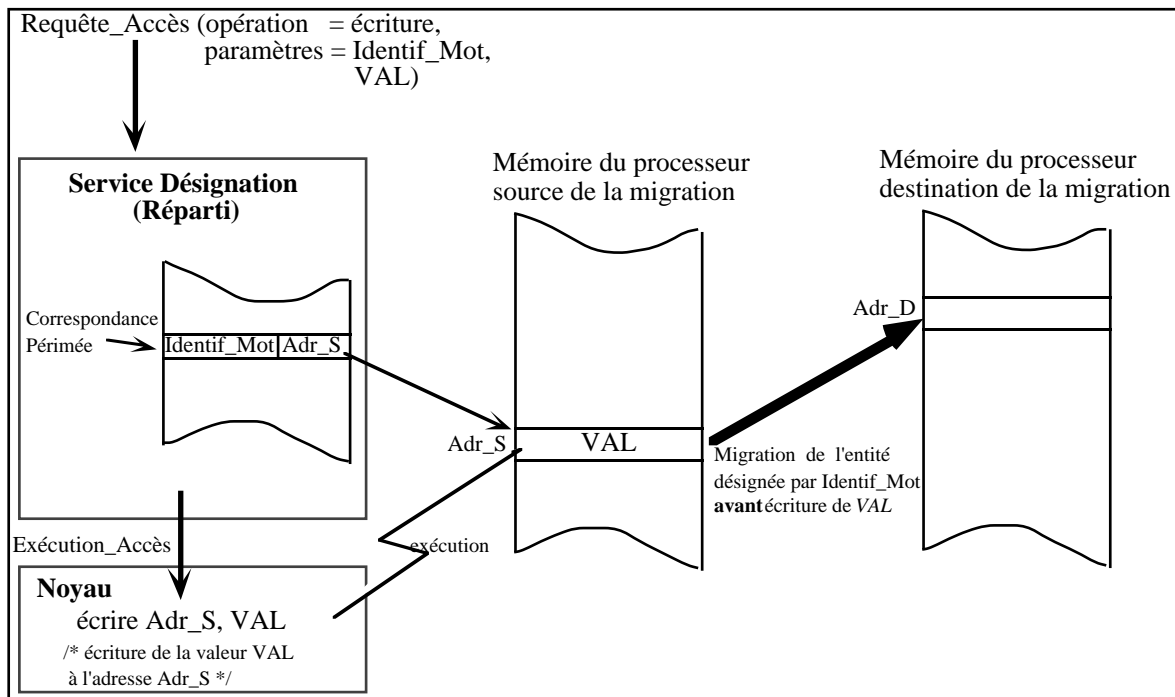 Requête_Accès (opération = écriture,
paramètres = Identif_Mot,
VAL)
Service Désignation
(Réparti)
Correspondance
Périmée
Identif_Mot Adr_S
Exécution_Accès
Noyau
écrire Adr_S, VAL
/* écriture de la valeur VAL
à l'adresse Adr_S */
Mémoire du processeur
source de la migration
Adr_S
VAL
exécution
Mémoire du processeur
destination de la migration
Adr_D
Migration de l'entité
désignée par Identif_Mot
avant écriture de VAL